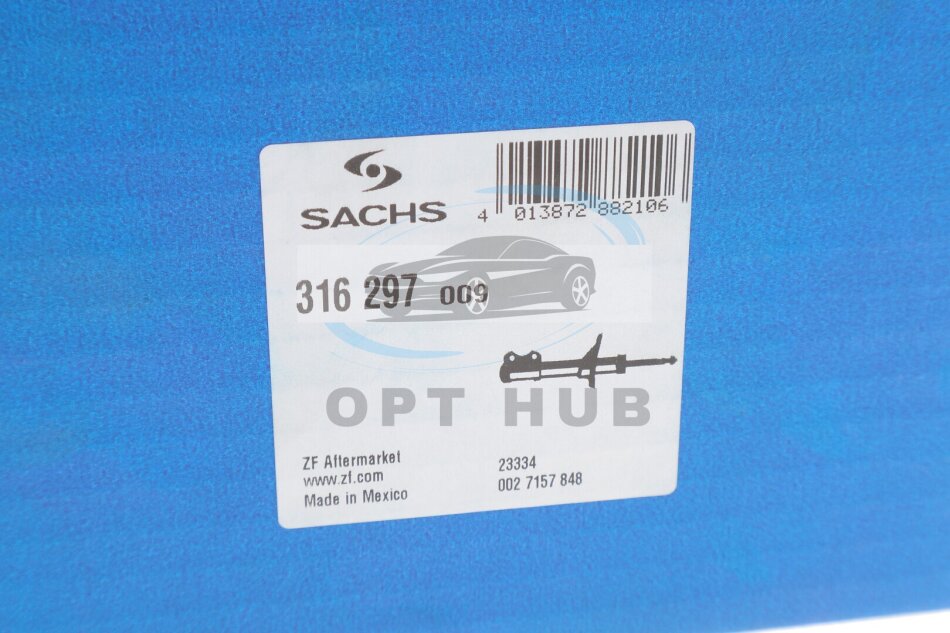 SACHS
4 013872 882106
316 297 009
OPT HUB
ZF Aftermarket
www.zf.com
Made in Mexico
23334
002 7157 848